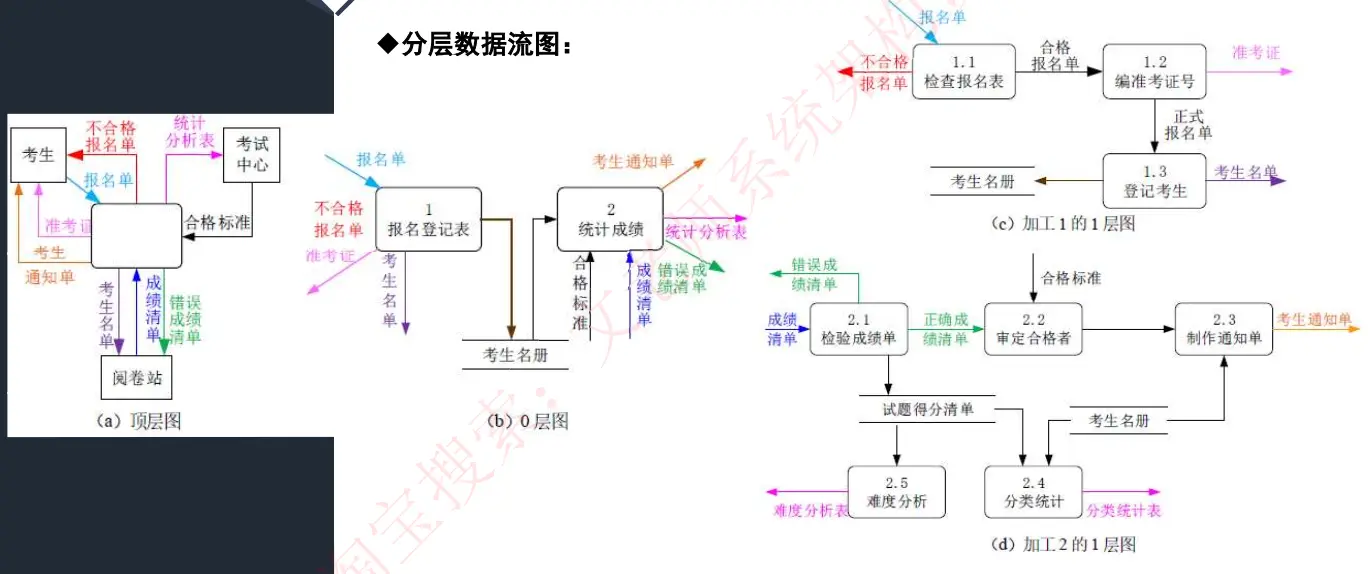 ◆分层数据流图:
考生
不合格
报名单
统计
分析表
考试
中心
报名单
准考证
合格标准
考生
通知单
考生名单
成绩清单
错误成绩清单
阅卷站
(a)顶层图
报名单
不合格
报名单
准考证
1
报名登记表
考生名单
考生名册
2
统计成绩
考生通知单
统计分析表
合格标准
成绩清单
错误成
绩清单
(b)0层图
报名单
不合格
报名单
1.1
检查报名表
合格
报名单
1.2
编准考证号
准考证
正式
报名单
考生名册
1.3
登记考生
考生名单
(c)加工1的1层图
错误成
绩清单
合格标准
成绩
清单
2.1
检验成绩单
正确成
绩清单
2.2
审定合格者
2.3
制作通知单
考生通知单
试题得分清单
考生名册
2.5
难度分析
难度分析表
2.4
分类统计
分类统计表
(d)加工2的1层图
淘宝搜索:文老师系统架构